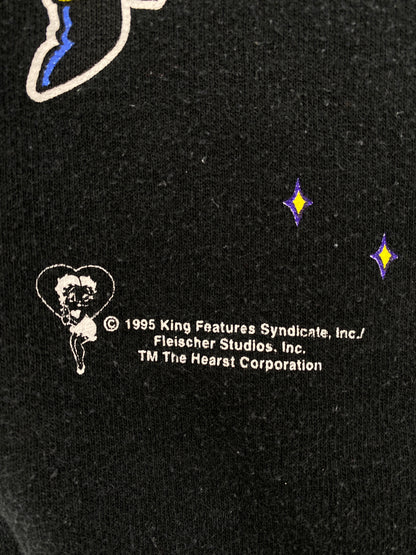 © 1995 King Features Syndicate, Inc./
Fleischer Studios, Inc.
TM The Hearst Corporation